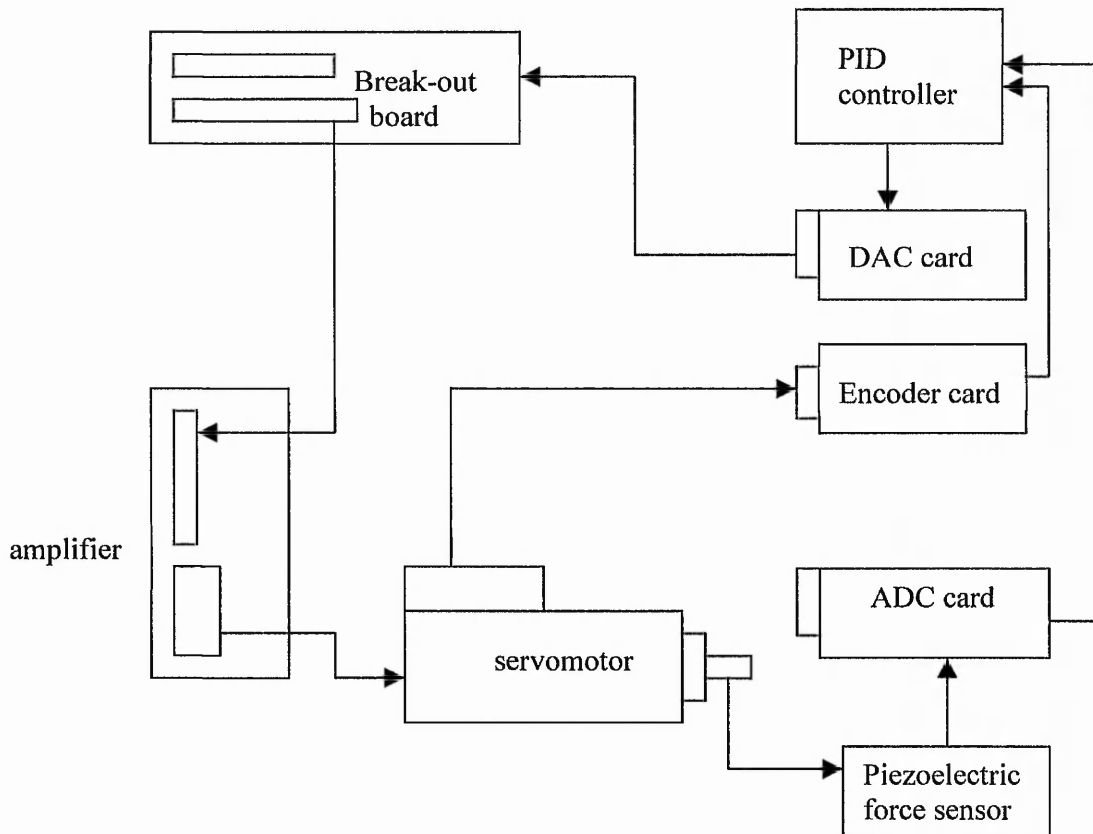 Break-out
board
PID
controller
DAC card
Encoder card
amplifier
servomotor
ADC card
Piezoelectric
force sensor